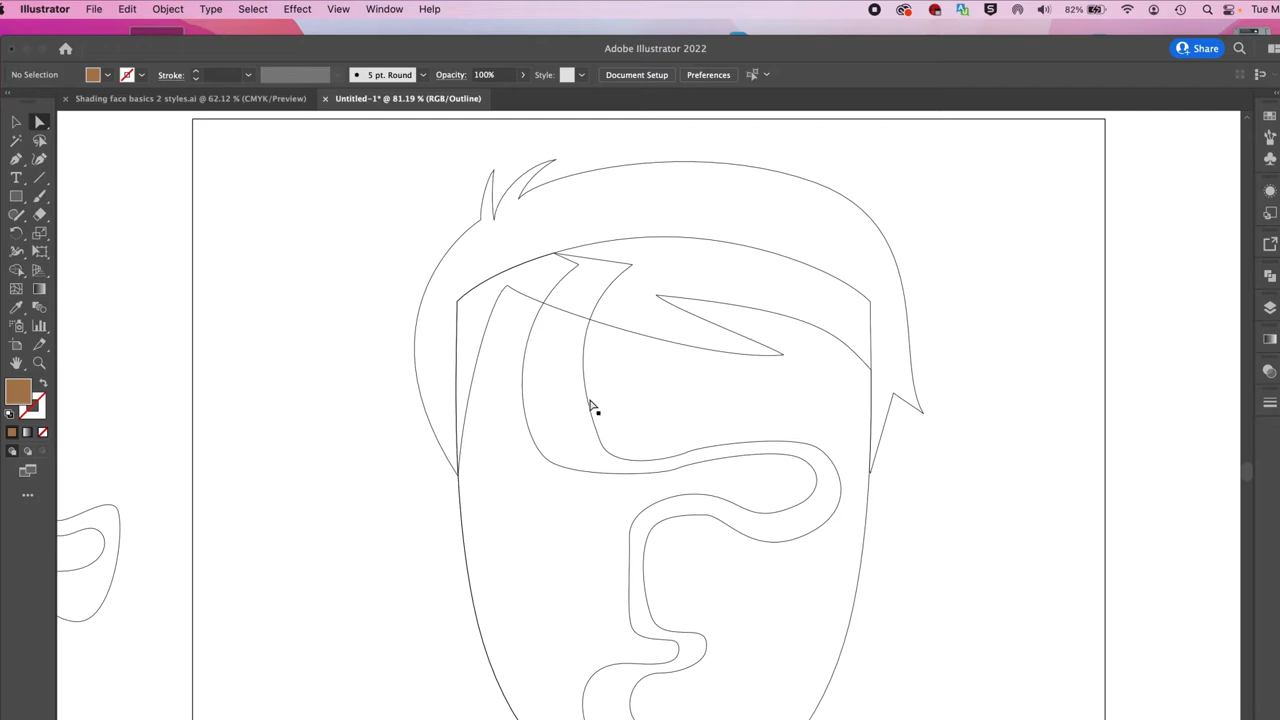 Illustrator File Edit Object Type Select Effect View Window Help 82% Tue M
Adobe Illustrator 2022 Share
No Selection Stroke: 5 pt. Round Opacity: 100% Style: Document Setup Preferences
Shading face basics 2 styles.ai @ 62.12 % (CMYK/Preview) Untitled-1* @ 81.19 % (RGB/Outline)